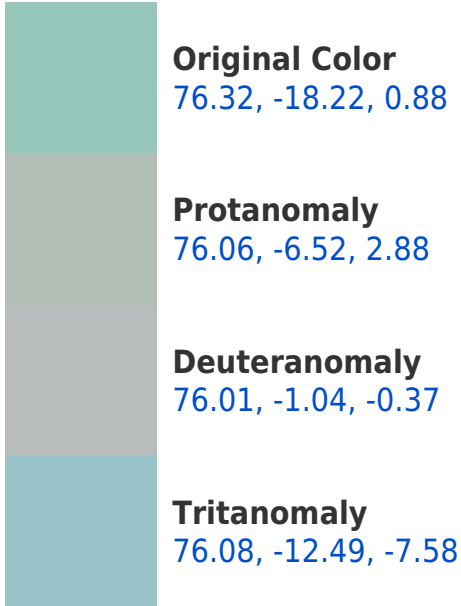 Original Color
76.32, -18.22, 0.88
Protanomaly
76.06, -6.52, 2.88
Deuteranomaly
76.01, -1.04, -0.37
Tritanomaly
76.08, -12.49, -7.58